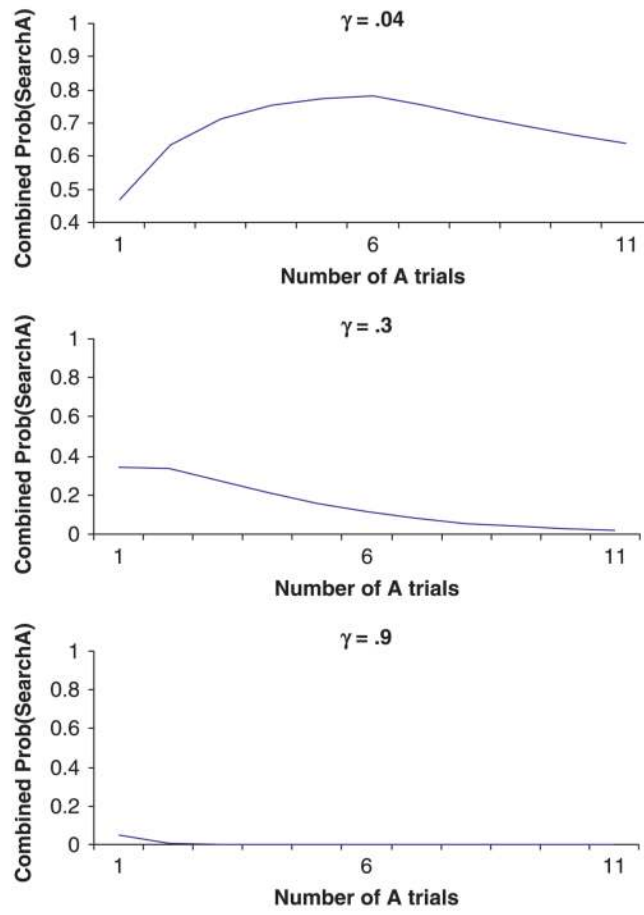 γ = .04
Combined Prob(SearchA)
1
0.9
0.8
0.7
0.6
0.5
0.4
1 6 11
Number of A trials
γ = .3
Combined Prob(SearchA)
1
0.8
0.6
0.4
0.2
0
1 6 11
Number of A trials
γ = .9
Combined Prob(SearchA)
1
0.8
0.6
0.4
0.2
0
1 6 11
Number of A trials